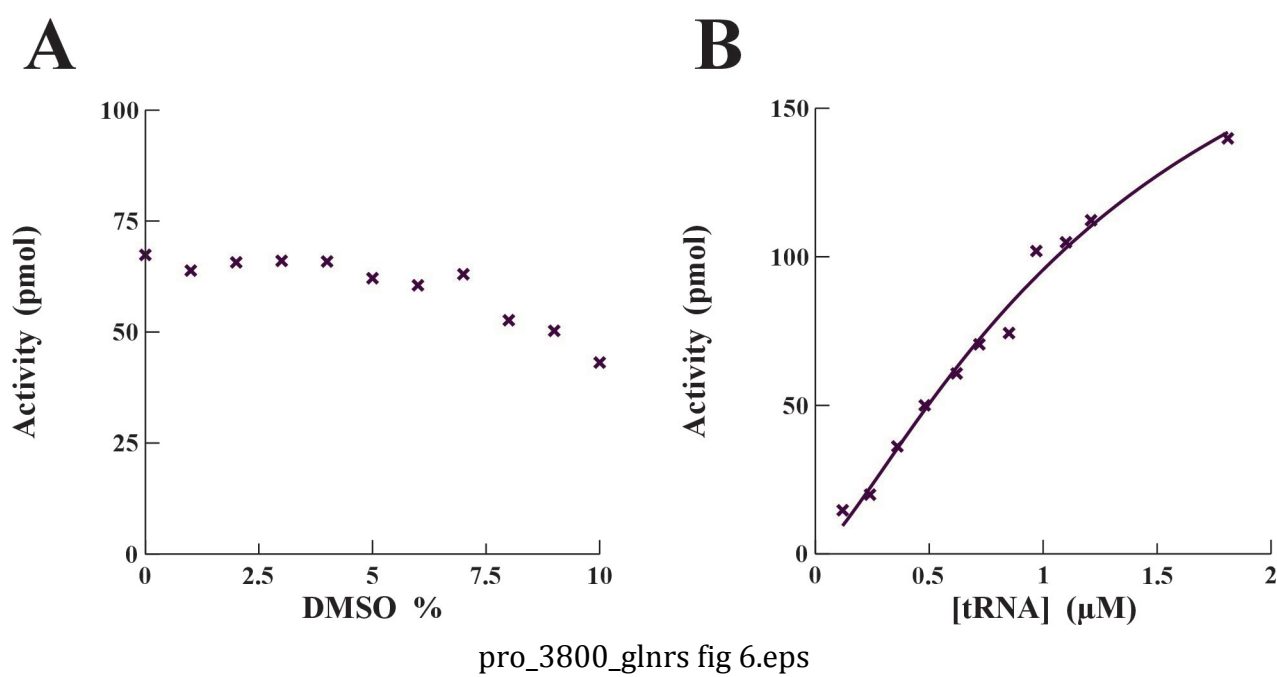 A
100
75
50
25
0
Activity (pmol)
0 2.5 5 7.5 10
DMSO %
B
150
100
50
0
Activity (pmol)
0 0.5 1 1.5 2
[tRNA] (μM)
pro_3800_glnrs fig 6.eps